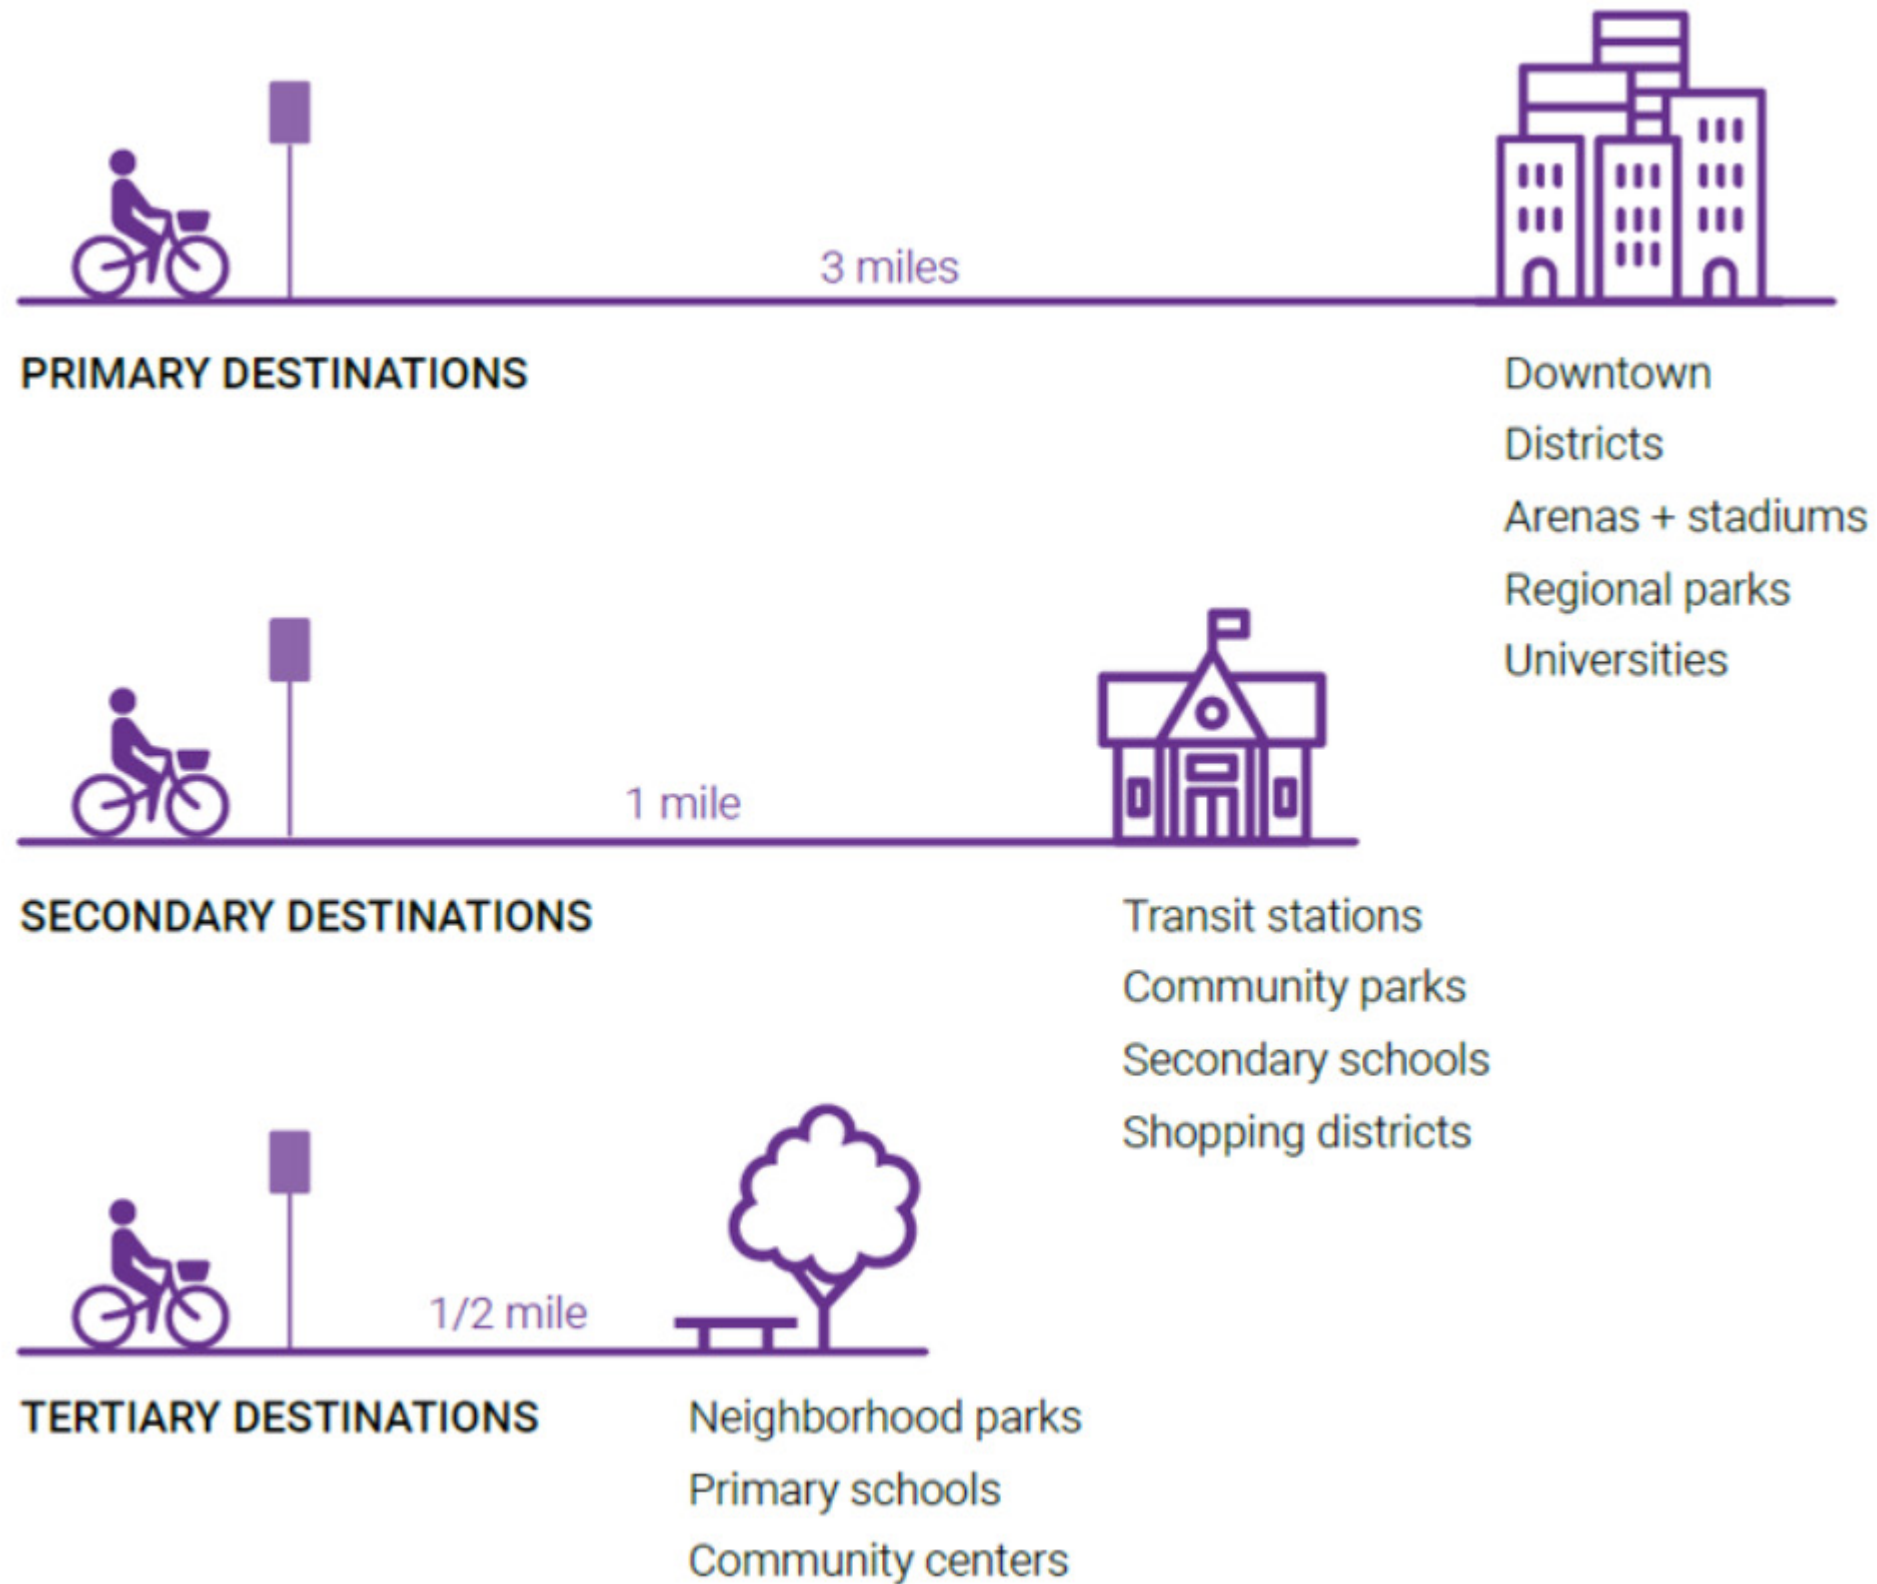 3 miles
PRIMARY DESTINATIONS
Downtown
Districts
Arenas + stadiums
Regional parks
Universities
1 mile
SECONDARY DESTINATIONS
Transit stations
Community parks
Secondary schools
Shopping districts
1/2 mile
TERTIARY DESTINATIONS
Neighborhood parks
Primary schools
Community centers